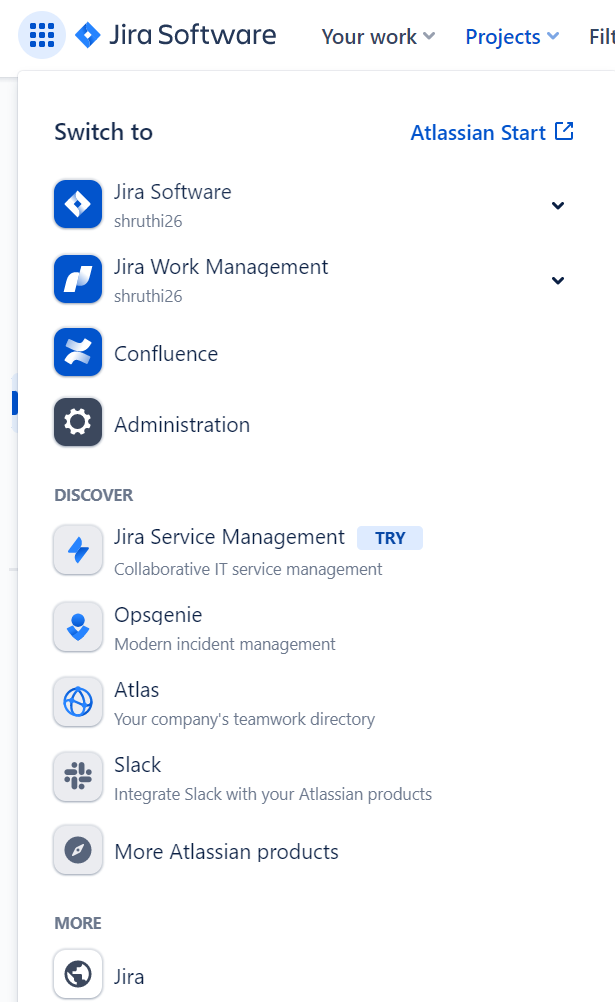 Jira Software Your work Projects Filt
Switch to Atlassian Start
Jira Software
shruthi26
Jira Work Management
shruthi26
Confluence
Administration
DISCOVER
Jira Service Management TRY
Collaborative IT service management
Opsgenie
Modern incident management
Atlas
Your company's teamwork directory
Slack
Integrate Slack with your Atlassian products
More Atlassian products
MORE
Jira